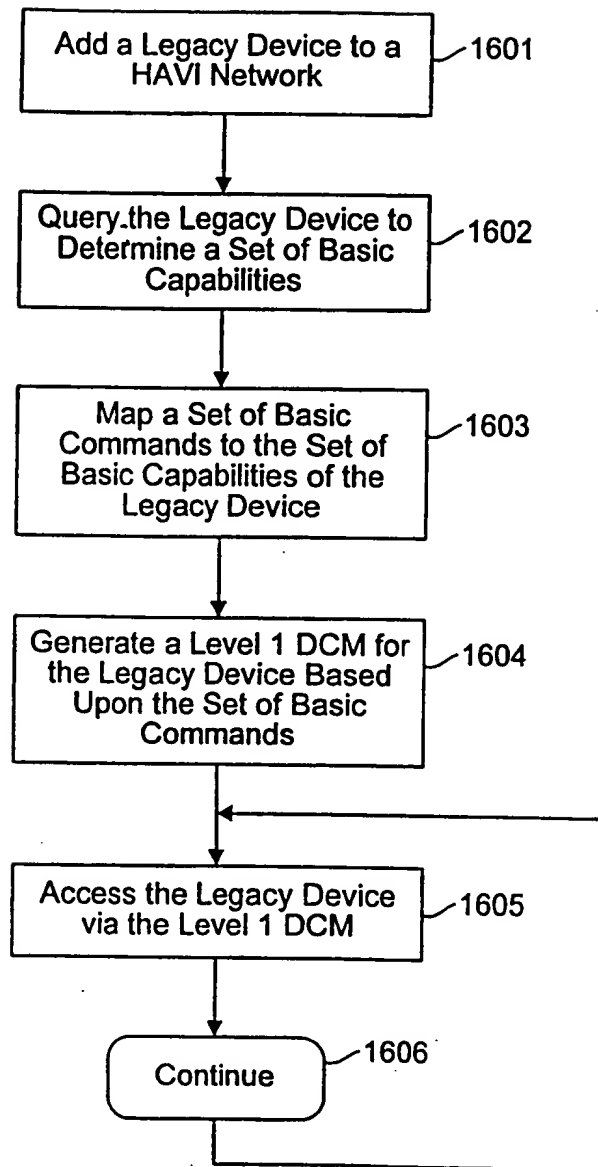 Add a Legacy Device to a
HAVI Network
1601
Query the Legacy Device to
Determine a Set of Basic
Capabilities
1602
Map a Set of Basic
Commands to the Set of
Basic Capabilities of the
Legacy Device
1603
Generate a Level 1 DCM for
the Legacy Device Based
Upon the Set of Basic
Commands
1604
Access the Legacy Device
via the Level 1 DCM
1605
Continue
1606